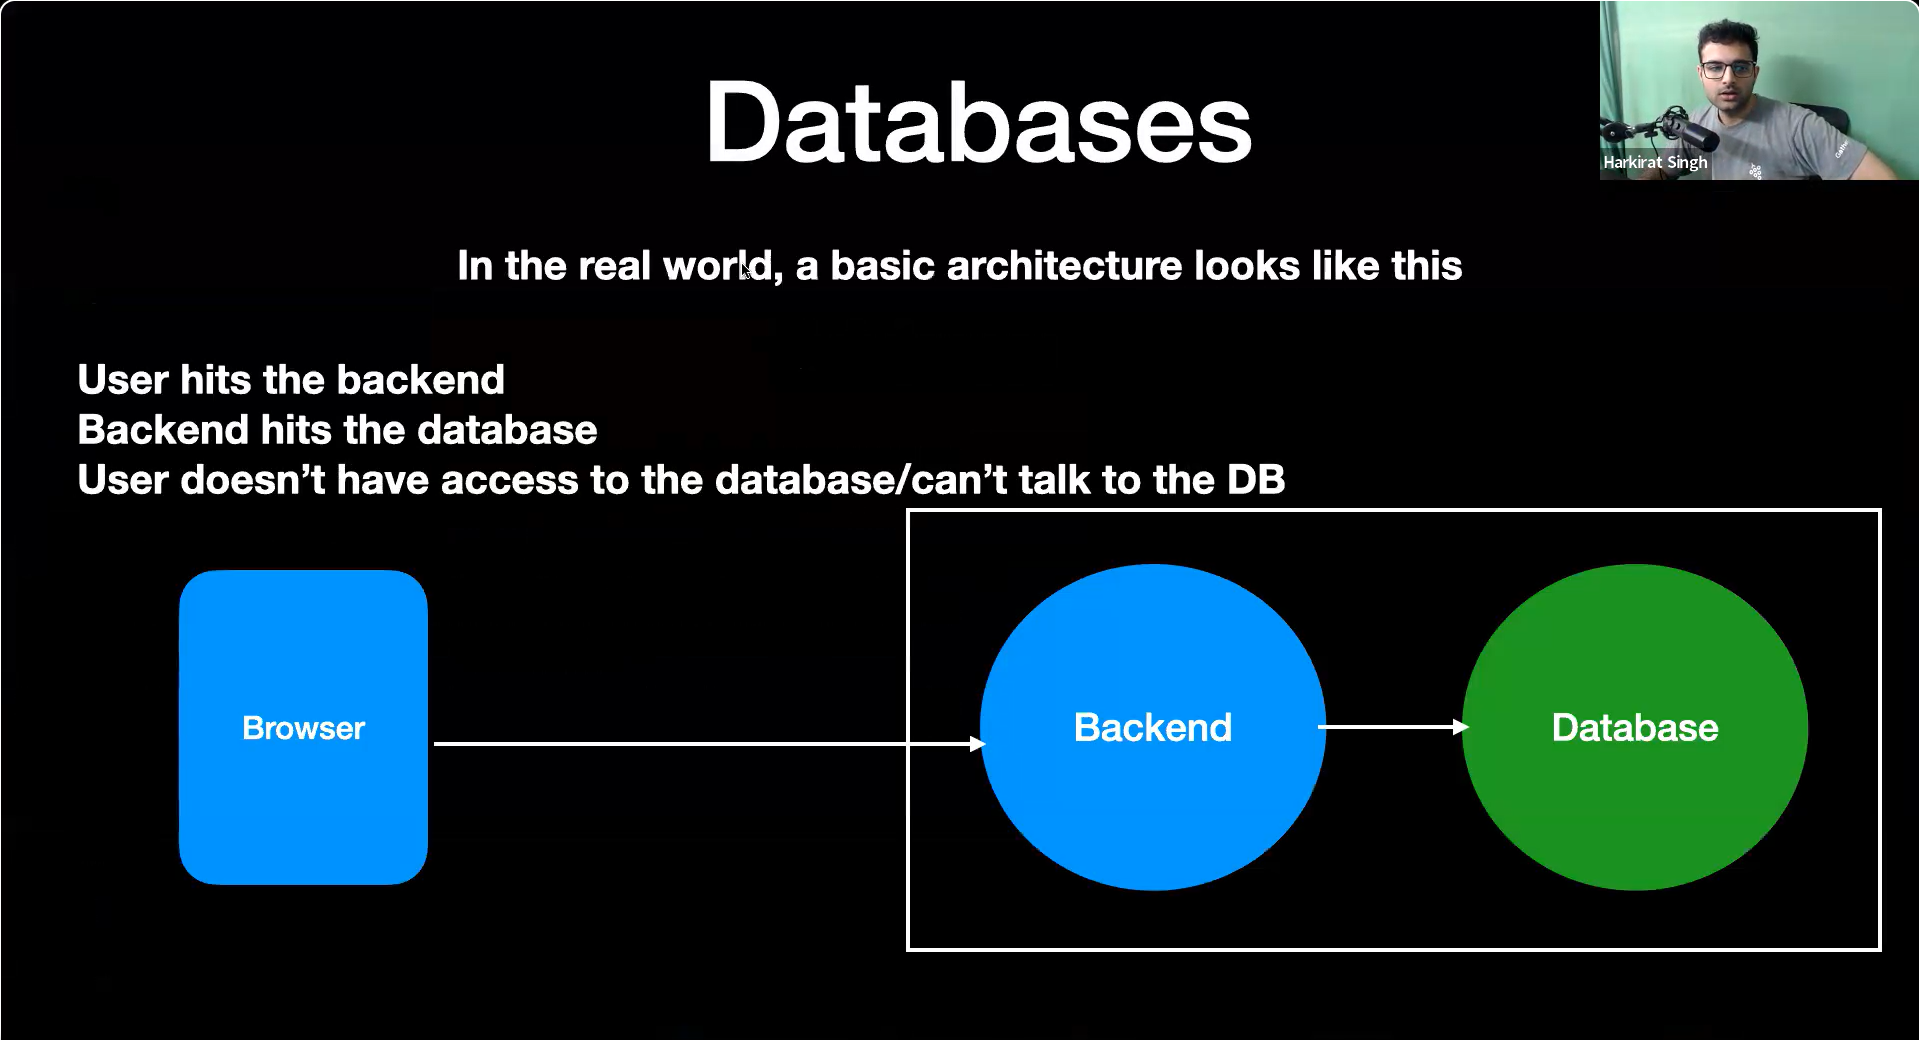 Databases
Harkirat Singh
In the real world, a basic architecture looks like this
User hits the backend
Backend hits the database
User doesn’t have access to the database/can’t talk to the DB
Browser
Backend
Database